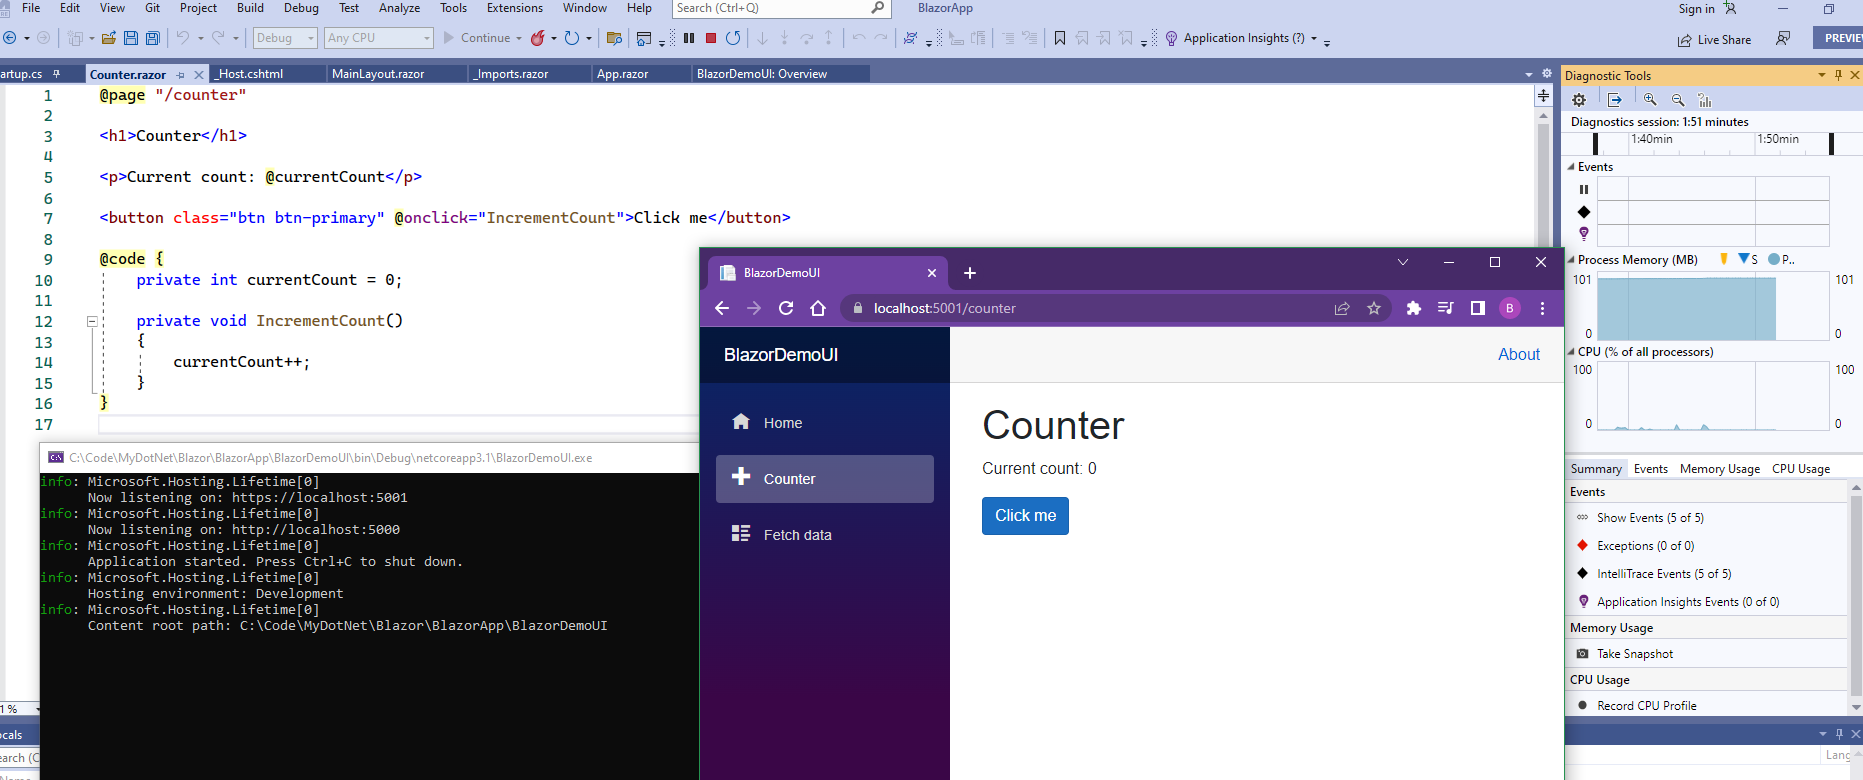 File Edit View Git Project Build Debug Test Analyze Tools Extensions Window Help Search (Ctrl+Q) BlazorApp Sign in
Debug Any CPU Continue Application Insights (?) Live Share PREVIEW
artup.cs Counter.razor _Host.cshtml MainLayout.razor _Imports.razor App.razor BlazorDemoUI: Overview
1 @page "/counter"
2
3 <h1>Counter</h1>
4
5 <p>Current count: @currentCount</p>
6
7 <button class="btn btn-primary" @onclick="IncrementCount">Click me</button>
8
9 @code {
10 private int currentCount = 0;
11
12 private void IncrementCount()
13 {
14 currentCount++;
15 }
16 }
17
C:\Code\MyDotNet\Blazor\BlazorApp\BlazorDemoUI\bin\Debug\netcoreapp3.1\BlazorDemoUI.exe
info: Microsoft.Hosting.Lifetime[0]
Now listening on: https://localhost:5001
info: Microsoft.Hosting.Lifetime[0]
Now listening on: http://localhost:5000
info: Microsoft.Hosting.Lifetime[0]
Application started. Press Ctrl+C to shut down.
info: Microsoft.Hosting.Lifetime[0]
Hosting environment: Development
info: Microsoft.Hosting.Lifetime[0]
Content root path: C:\Code\MyDotNet\Blazor\BlazorApp\BlazorDemoUI
1 %
ocals
earch (C
BlazorDemoUI
localhost:5001/counter B
BlazorDemoUI
About
Home
Counter
Fetch data
Counter
Current count: 0
Click me
Diagnostic Tools
Diagnostics session: 1:51 minutes
1:40min 1:50min
Events
Process Memory (MB) S P..
101 101
0 0
CPU (% of all processors)
100 100
0 0
Summary Events Memory Usage CPU Usage
Events
Show Events (5 of 5)
Exceptions (0 of 0)
IntelliTrace Events (5 of 5)
Application Insights Events (0 of 0)
Memory Usage
Take Snapshot
CPU Usage
Record CPU Profile
Lang